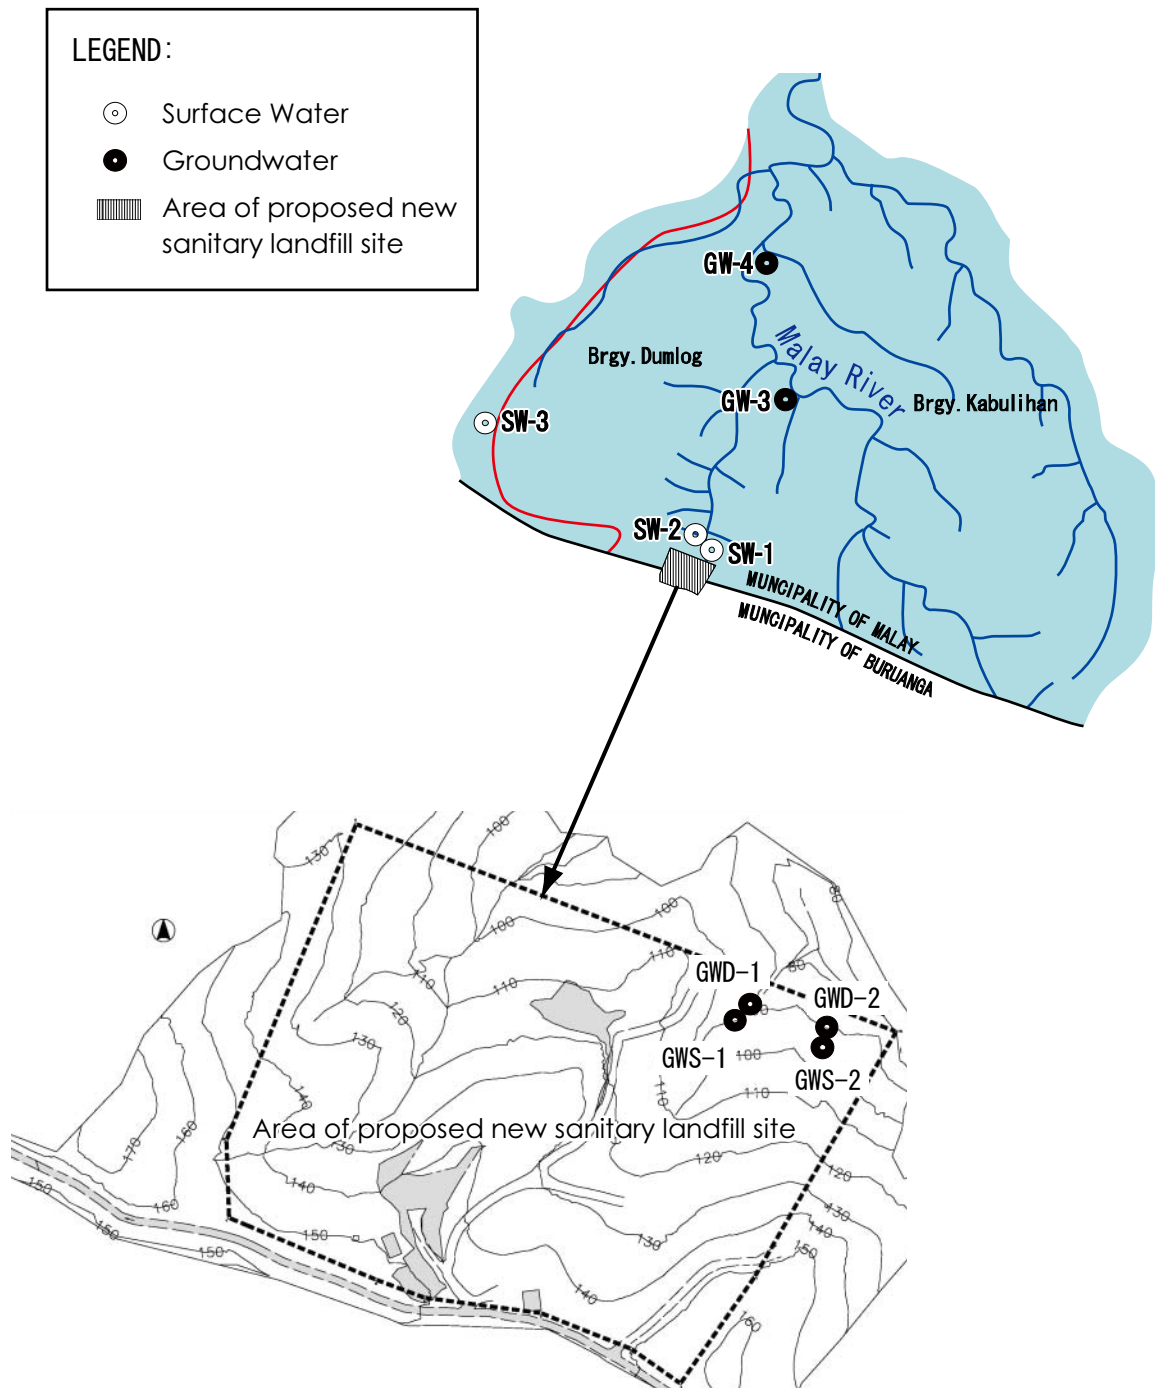 LEGEND:
Surface Water
Groundwater
Area of proposed new
sanitary landfill site
GW-4
Brgy. Dumlog
Malay River
GW-3
Brgy. Kabulihan
SW-3
SW-2
SW-1
MUNCIPALITY OF MALAY
MUNCIPALITY OF BURUANGA
100
130
80
100
100
110
110
110
80
GWD-1
GWD-2
120
130
GWS-1
100
GWS-2
110
110
140
Area of proposed new sanitary landfill site
130
160
170
120
120
140
150
160
150
150
150
130
130
140
150
140
160